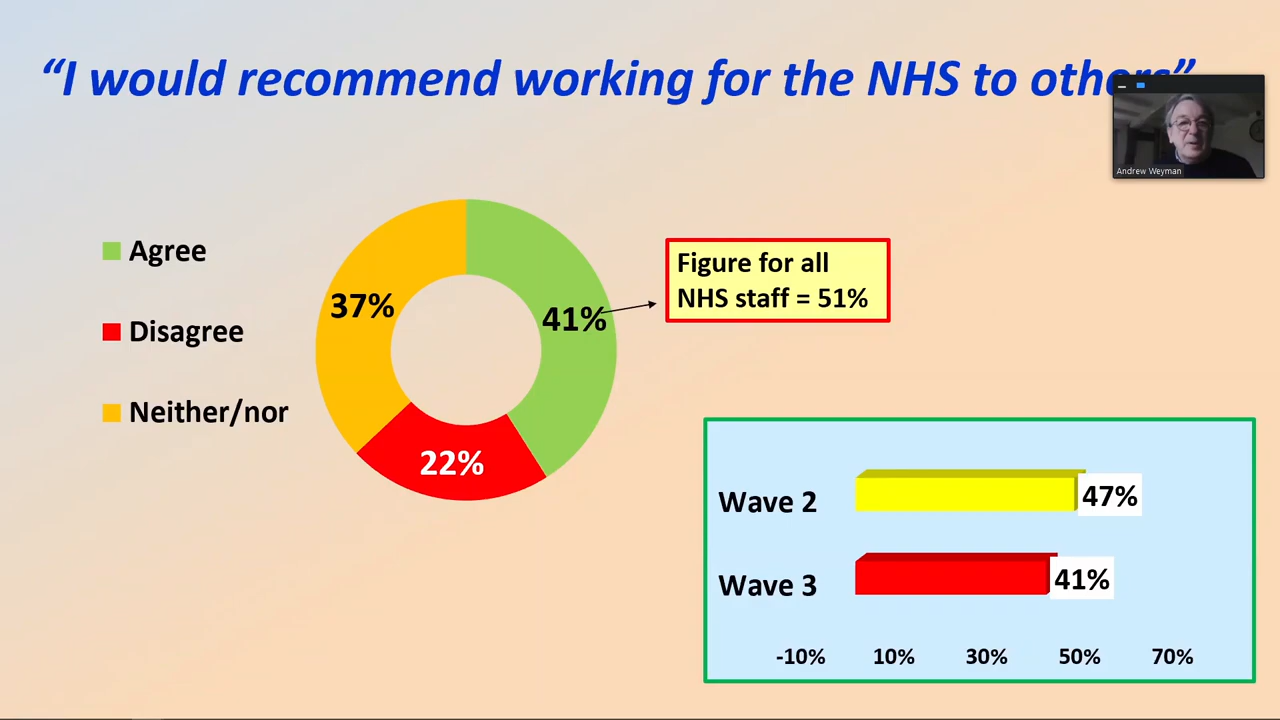 “I would recommend working for the NHS to others”
Andrew Weyman
Agree
Disagree
Neither/nor
37%
41%
22%
Figure for all
NHS staff = 51%
Wave 2
47%
Wave 3
41%
-10% 10% 30% 50% 70%